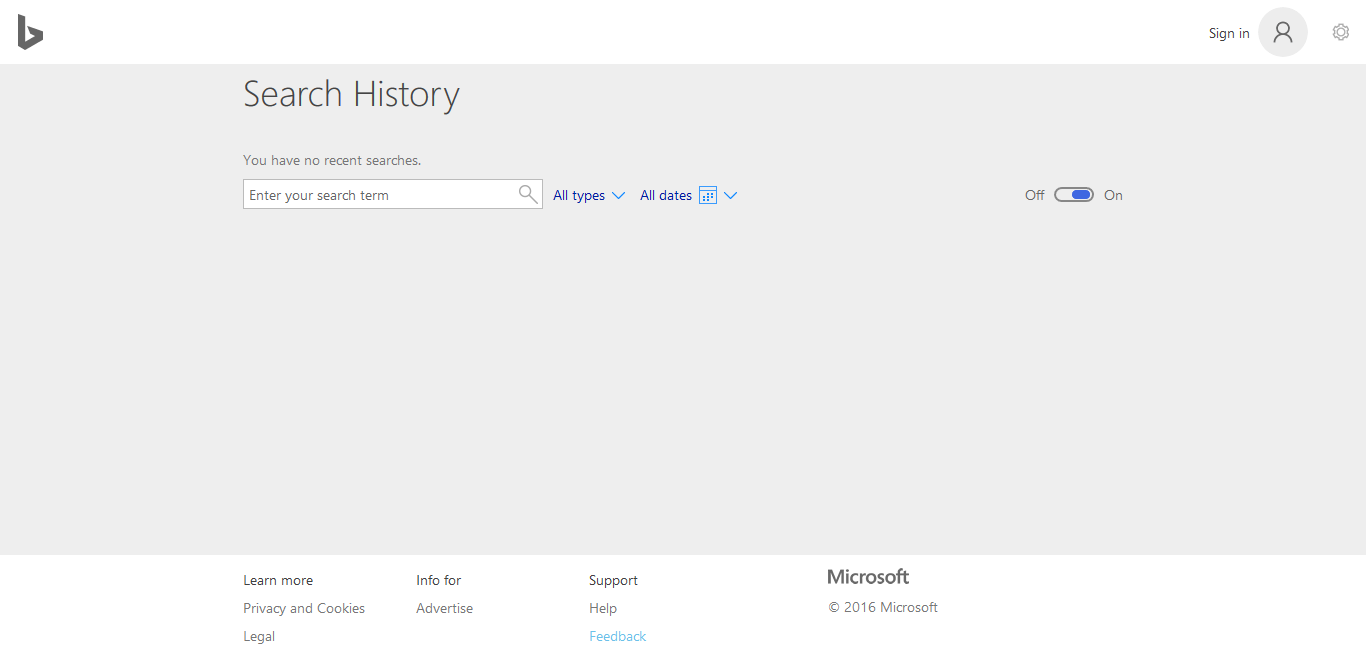 Sign in
Search History
You have no recent searches.
Enter your search term All types All dates Off On
Learn more Info for Support Microsoft
Privacy and Cookies Advertise Help © 2016 Microsoft
Legal Feedback